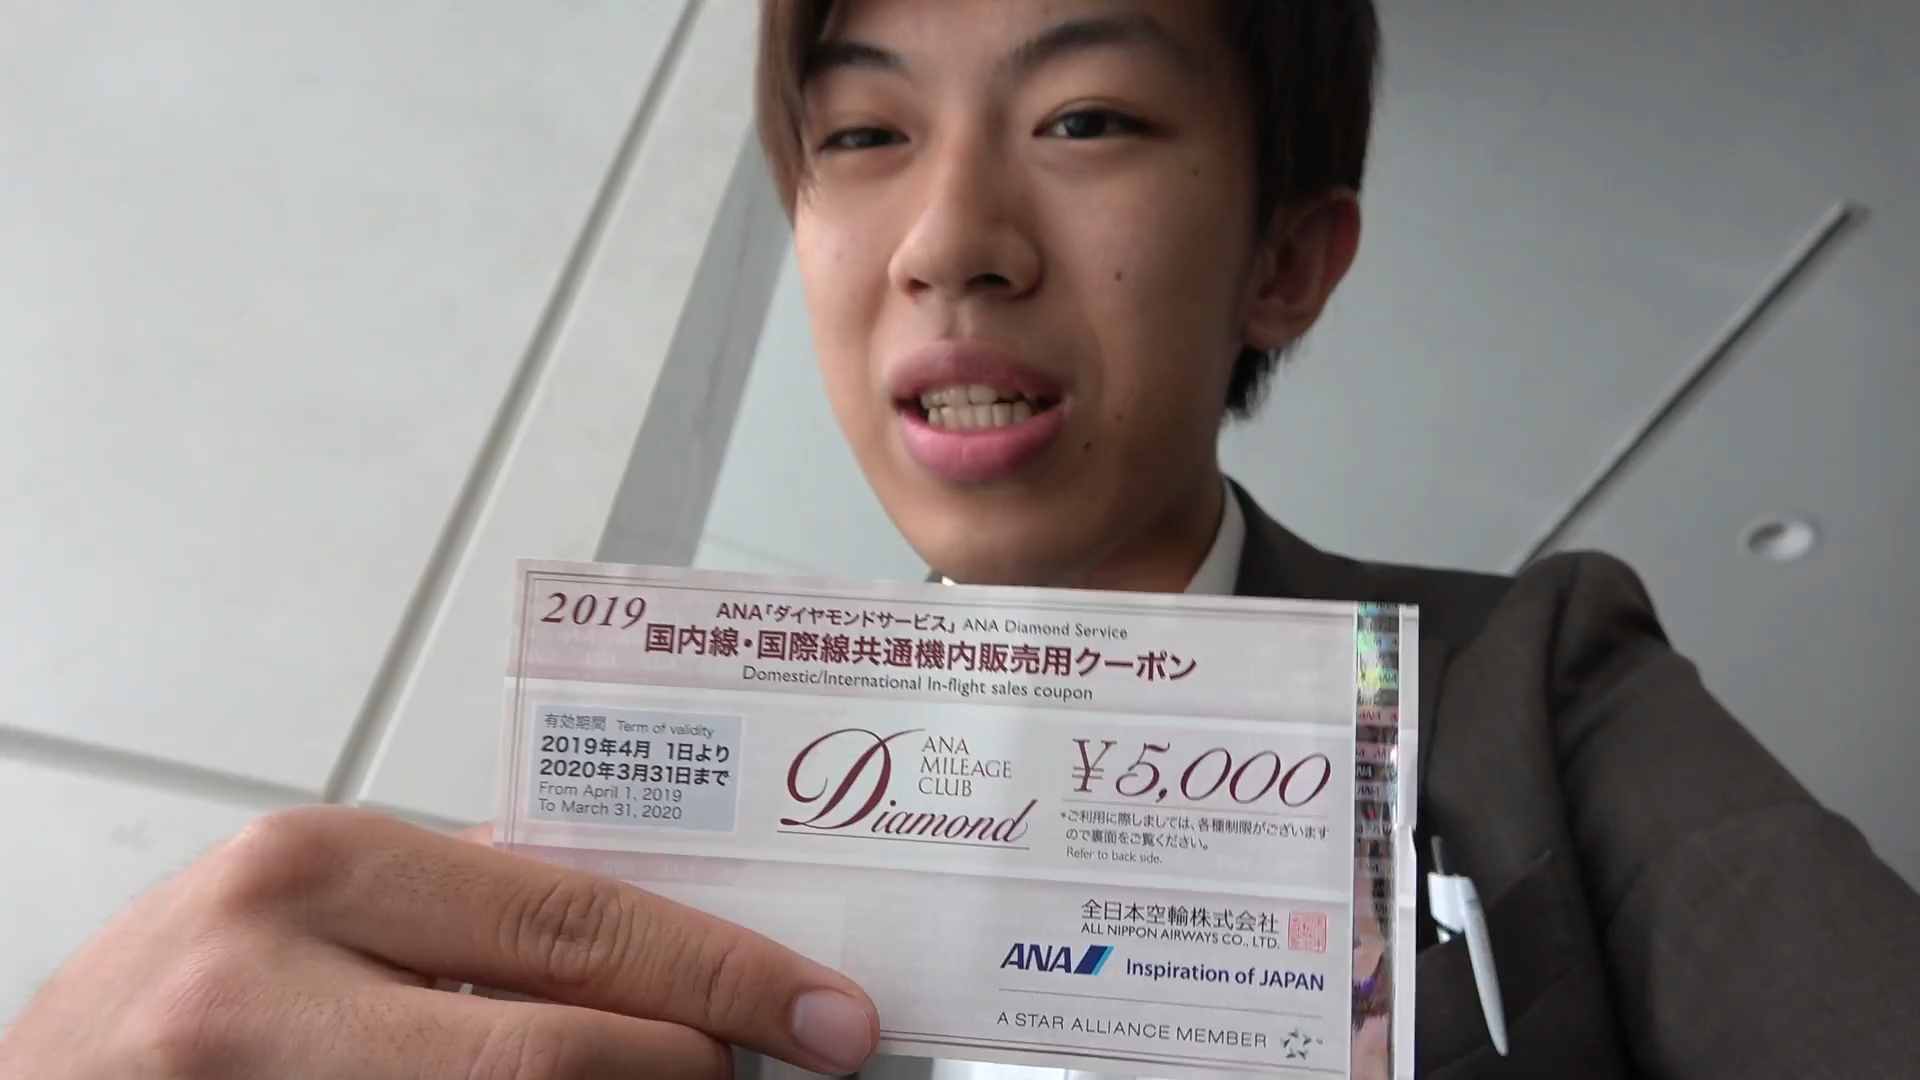 2019
ANA「ダイヤモンドサービス」 ANA Diamond Service
国内線・国際線共通機内販売用クーポン
Domestic/International In-flight sales coupon
有効期間 Term of validity
2019年4月 1日より
2020年3月31日まで
From April 1, 2019
To March 31, 2020
ANA
MILEAGE
CLUB
Diamond
¥5,000
*ご利用に際しましては、各種制限がございます
ので裏面をご覧ください。
Refer to back side.
全日本空輸株式会社
ALL NIPPON AIRWAYS CO., LTD.
ANA Inspiration of JAPAN
A STAR ALLIANCE MEMBER